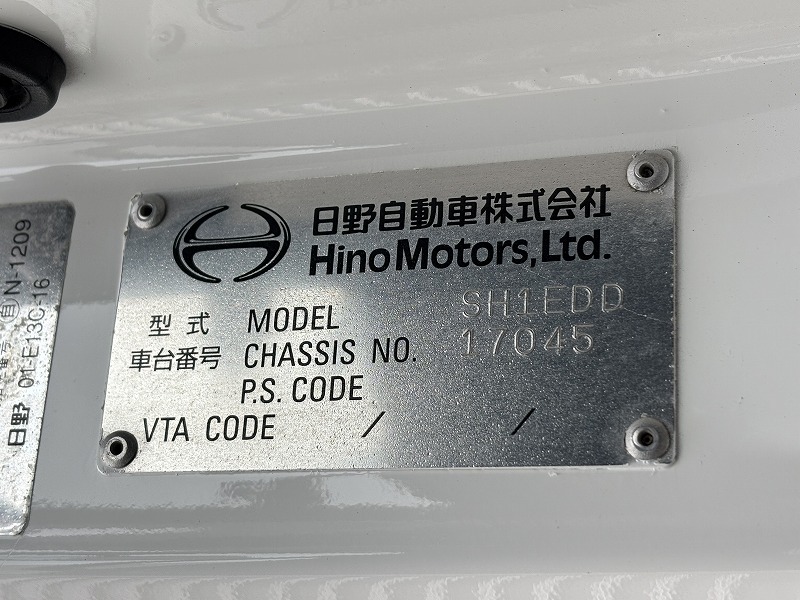 日野自動車株式会社
Hino Motors, Ltd.
型式 MODEL SH1EDD
車台番号 CHASSIS NO. 17045
P.S. CODE
VTA CODE / /
自 N-1209
日野 01-E13C-16